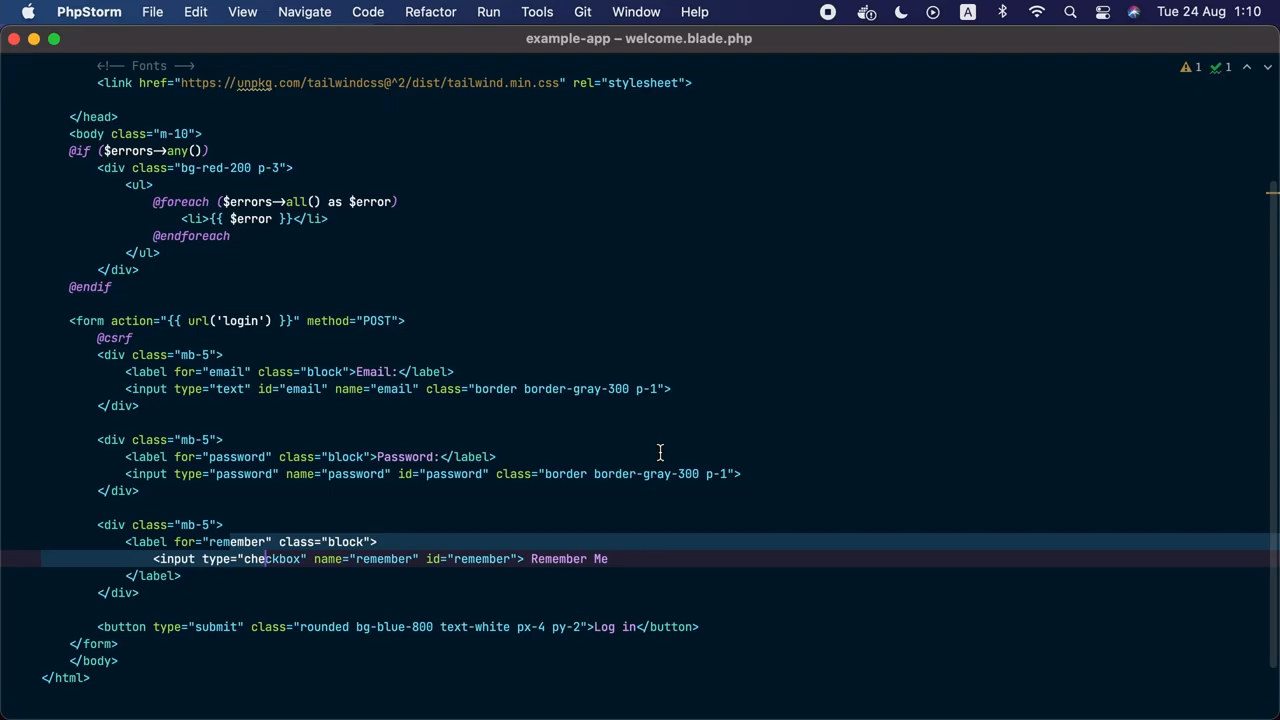 PhpStorm File Edit View Navigate Code Refactor Run Tools Git Window Help A Tue 24 Aug 1:10
example-app – welcome.blade.php
<!-- Fonts --> 1 1
<link href="https://unpkg.com/tailwindcss@^2/dist/tailwind.min.css" rel="stylesheet">
</head>
<body class="m-10">
@if ($errors->any())
<div class="bg-red-200 p-3">
<ul>
@foreach ($errors->all() as $error)
<li>{{ $error }}</li>
@endforeach
</ul>
</div>
@endif
<form action="{{ url('login') }}" method="POST">
@csrf
<div class="mb-5">
<label for="email" class="block">Email:</label>
<input type="text" id="email" name="email" class="border border-gray-300 p-1">
</div>
<div class="mb-5">
<label for="password" class="block">Password:</label>
<input type="password" name="password" id="password" class="border border-gray-300 p-1">
</div>
<div class="mb-5">
<label for="remember" class="block">
<input type="checkbox" name="remember" id="remember"> Remember Me
</label>
</div>
<button type="submit" class="rounded bg-blue-800 text-white px-4 py-2">Log in</button>
</form>
</body>
</html>